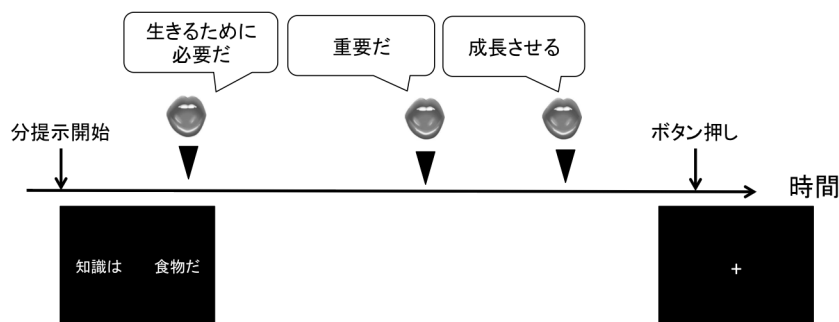 生きるために
必要だ
重要だ
成長させる
分提示開始
ボタン押し
時間
知識は 食物だ
+